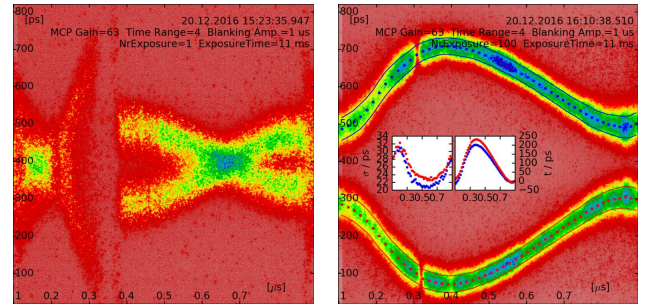 [ps]
20.12.2016 15:23:35.947
MCP Gain=63 Time Range=4 Blanking Amp.=1 us
NrExposure=1 ExposureTime=11 ms
700
600
500
400
300
200
100
[µs]
.1 0.2 0.3 0.4 0.5 0.6 0.7
[ps]
20.12.2016 16:10:38.510
MCP Gain=63 Time Range=4 Blanking Amp.=1 us
NrExposure=100 ExposureTime=11 ms
700
600
500
400
300
200
100
34
32
30
28
26
24
22
20
σ / ps
0.30.50.7
250
200
150
100
50
0
−50
t / ps
0.30.50.7
[µs]
.1 0.2 0.3 0.4 0.5 0.6 0.7